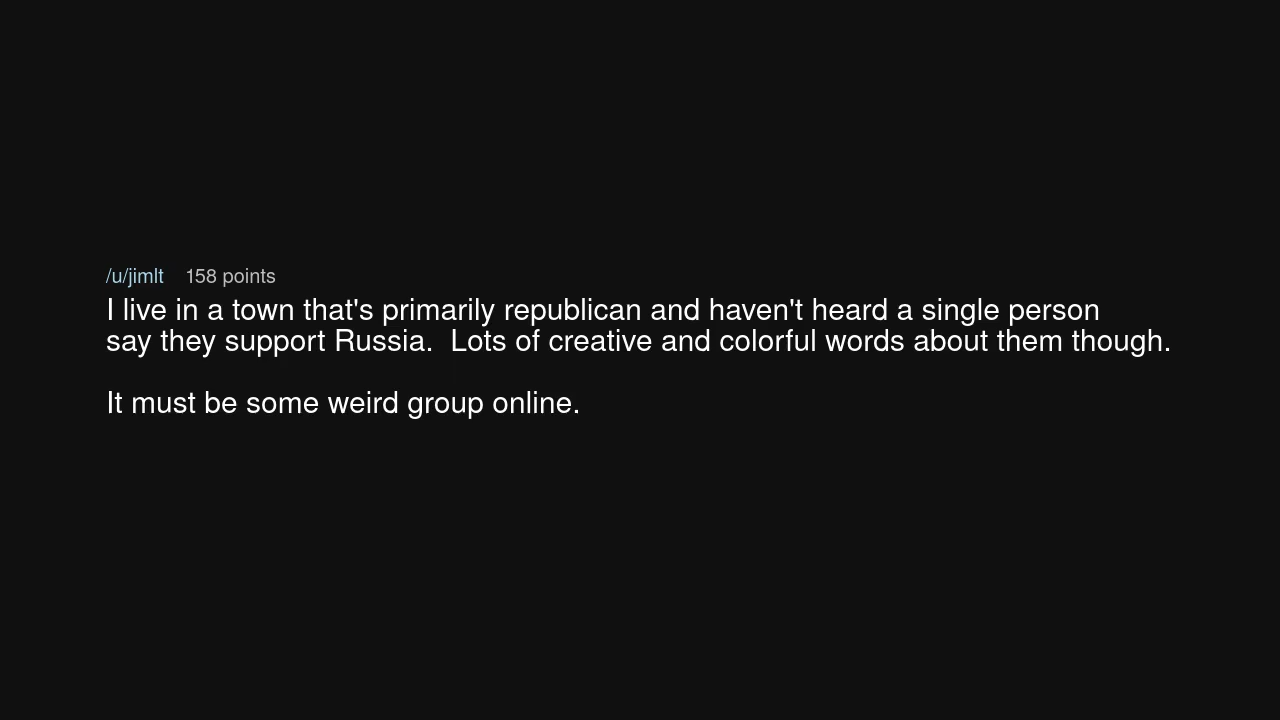 /u/jimlt 158 points
I live in a town that's primarily republican and haven't heard a single person
say they support Russia.  Lots of creative and colorful words about them though.
It must be some weird group online.